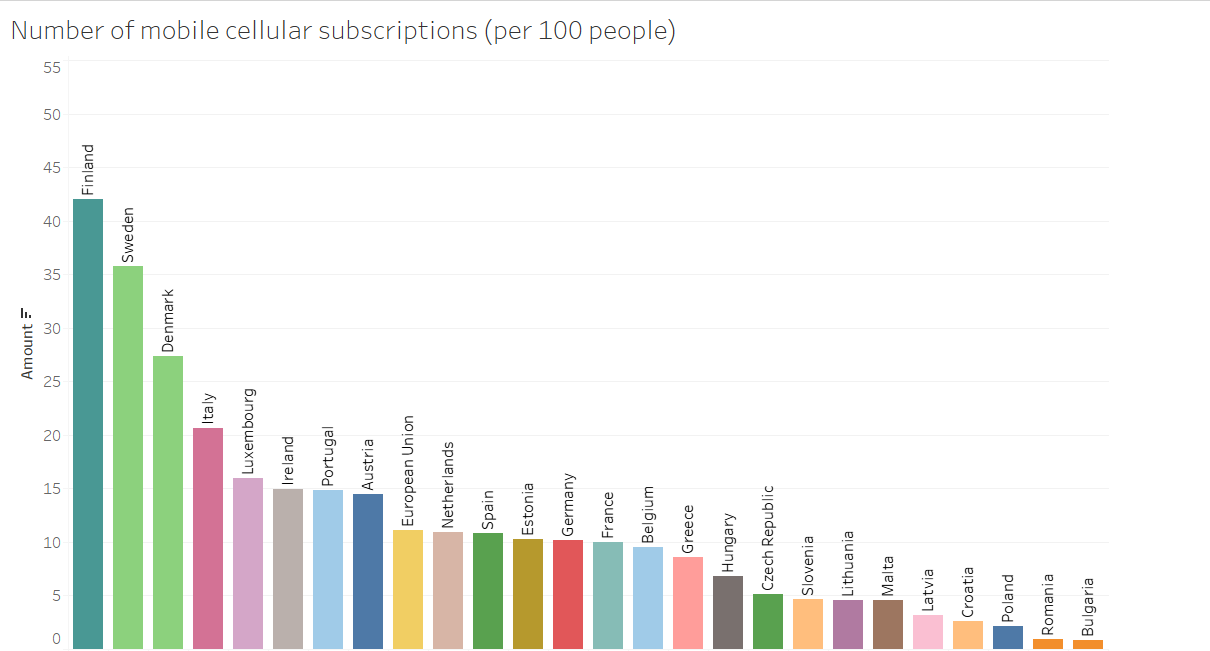 Number of mobile cellular subscriptions (per 100 people)
55
50
45
40
35
30
25
20
15
10
5
0
Amount
Finland
Sweden
Denmark
Italy
Luxembourg
Ireland
Portugal
Austria
European Union
Netherlands
Spain
Estonia
Germany
France
Belgium
Greece
Hungary
Czech Republic
Slovenia
Lithuania
Malta
Latvia
Croatia
Poland
Romania
Bulgaria